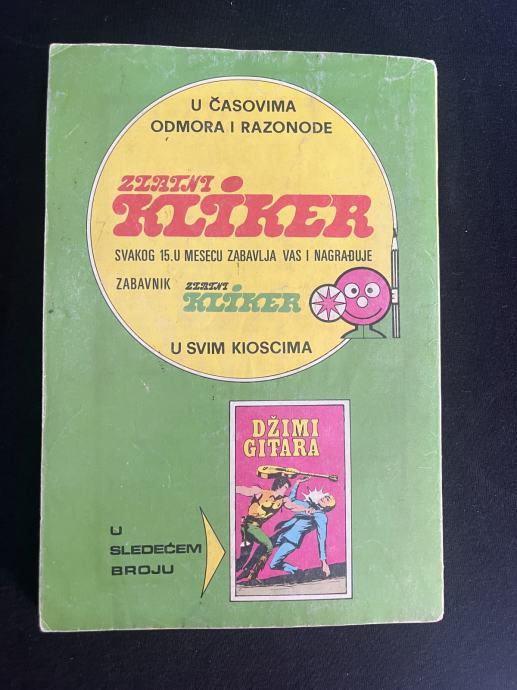 U ČASOVIMA
ODMORA I RAZONODE
ZLATNI
KLIKER
SVAKOG 15. U MESECU ZABAVLJA VAS I NAGRAĐUJE
ZABAVNIK ZLATNI
KLIKER
U SVIM KIOSCIMA
DŽIMI
GITARA
U
SLEDEĆEM
BROJU